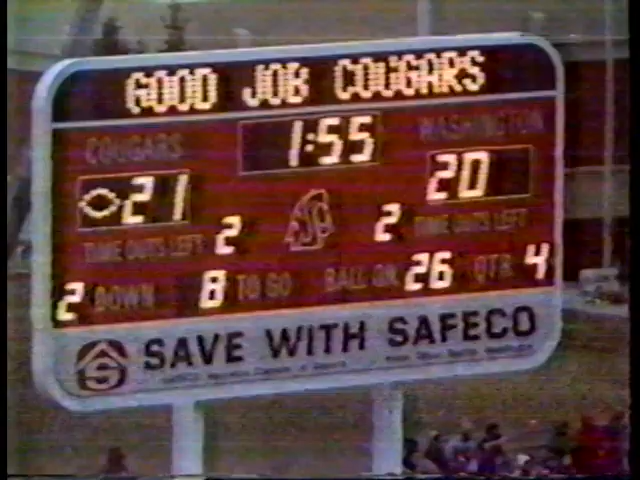 GOOD JOB COUGARS
COUGARS 1:55 WASHINGTON
21 20
TIME OUTS LEFT 2 2 TIME OUTS LEFT
2 DOWN 8 TO GO BALL ON 26 QTR 4
SAVE WITH SAFECO